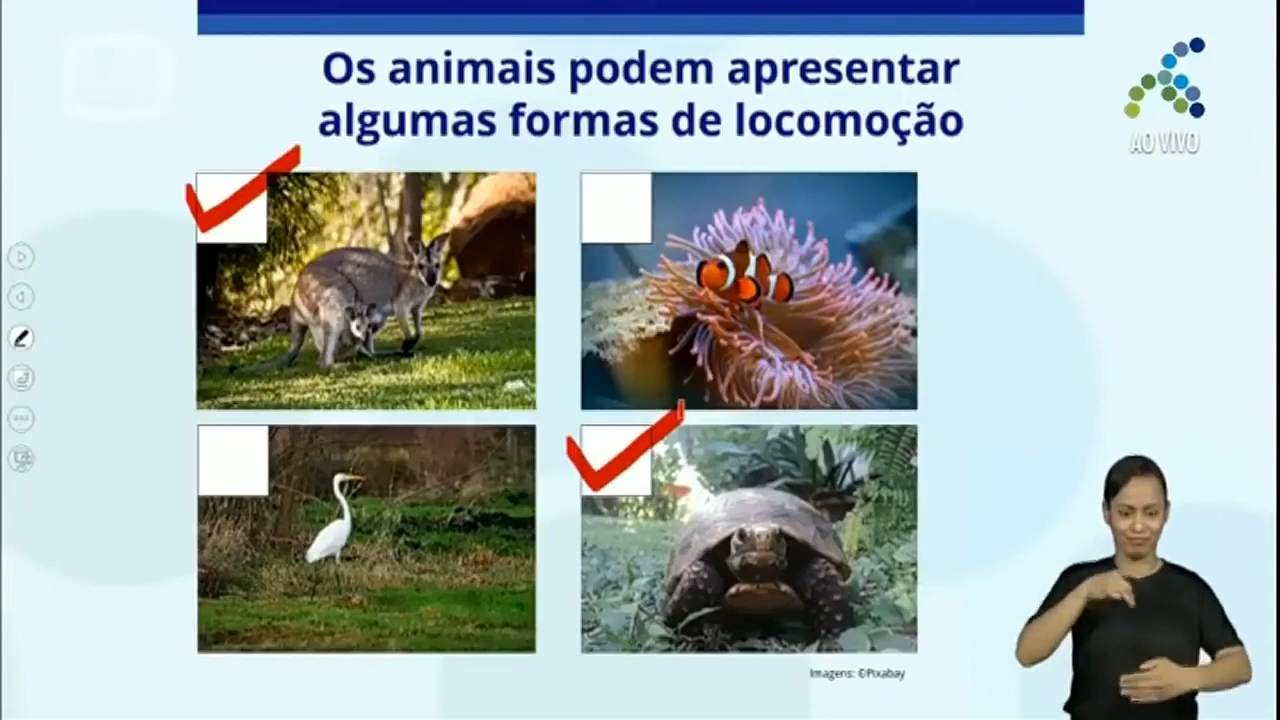 Os animais podem apresentar
algumas formas de locomoção
AO VIVO
Imagens: ©Pixabay